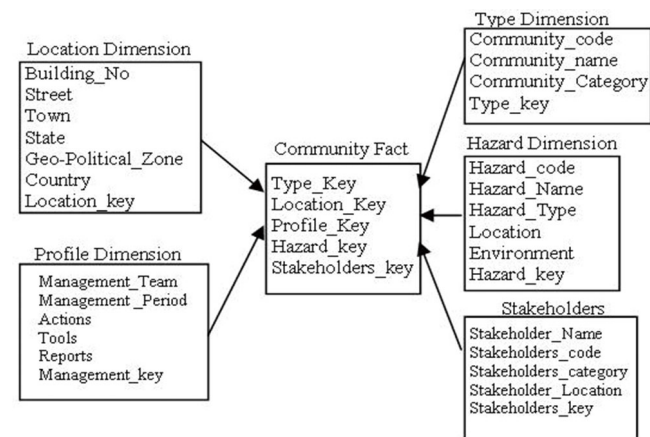 Location Dimension
Building_No
Street
Town
State
Geo-Political_Zone
Country
Location_key
Profile Dimension
Management_Team
Management_Period
Actions
Tools
Reports
Management_key
Community Fact
Type_Key
Location_Key
Profile_Key
Hazard_key
Stakeholders_key
Type Dimension
Community_code
Community_name
Community_Category
Type_key
Hazard Dimension
Hazard_code
Hazard_Name
Hazard_Type
Location
Environment
Hazard_key
Stakeholders
Stakeholder_Name
Stakeholders_code
Stakeholders_category
Stakeholder_Location
Stakeholders_key